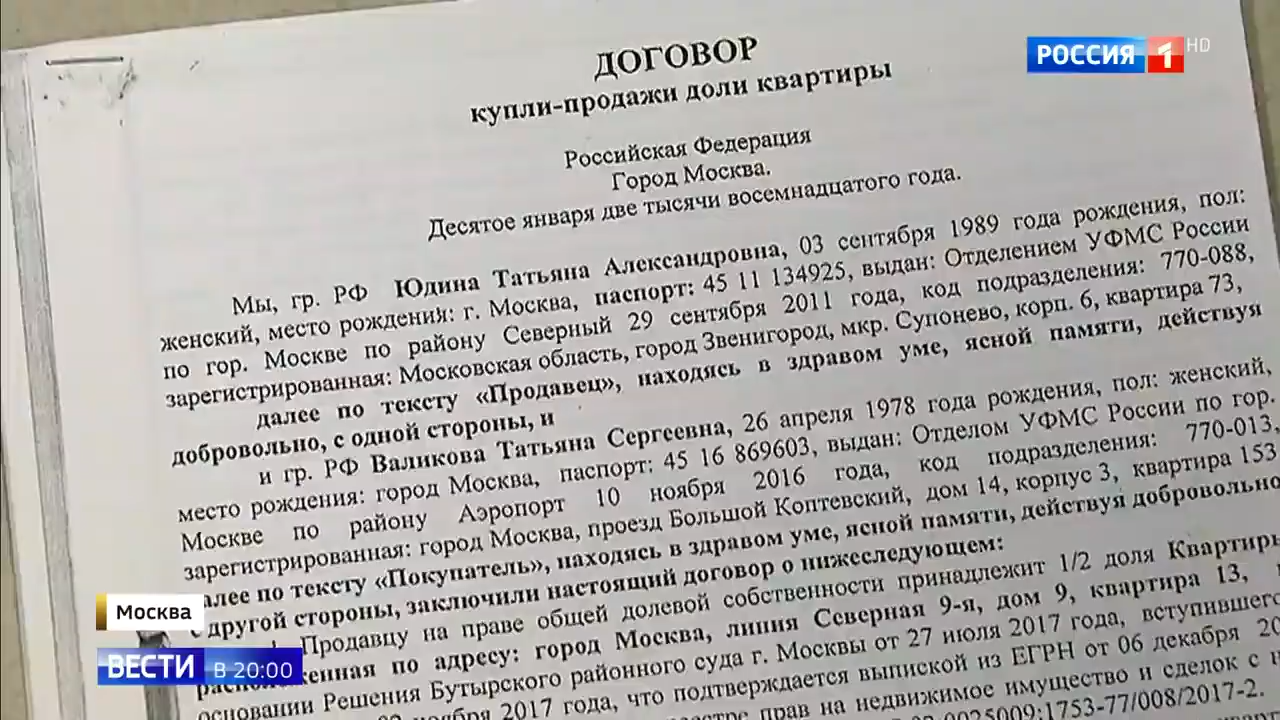 РОССИЯ 1 HD
ДОГОВОР
купли-продажи доли квартиры
Российская Федерация
Город Москва.
Десятое января две тысячи восемнадцатого года.
Мы, гр. РФ Юдина Татьяна Александровна, 03 сентября 1989 года рождения, пол:
женский, место рождения: г. Москва, паспорт: 45 11 134925, выдан: Отделением УФМС России
по гор. Москве по району Северный 29 сентября 2011 года, код подразделения: 770-088,
зарегистрированная: Московская область, город Звенигород, мкр. Супонево, корп. 6, квартира 73,
далее по тексту «Продавец», находясь в здравом уме, ясной памяти, действуя
добровольно, с одной стороны, и
и гр. РФ Валикова Татьяна Сергеевна, 26 апреля 1978 года рождения, пол: женский,
место рождения: город Москва, паспорт: 45 16 869603, выдан: Отделом УФМС России по гор.
Москве по району Аэропорт 10 ноября 2016 года, код подразделения: 770-013,
зарегистрированная: город Москва, проезд Большой Коптевский, дом 14, корпус 3, квартира 153
далее по тексту «Покупатель», находясь в здравом уме, ясной памяти, действуя добровольно
с другой стороны, заключили настоящий договор о нижеследующем:
Продавцу на праве общей долевой собственности принадлежит 1/2 доля Квартиры
расположенная по адресу: город Москва, линия Северная 9-я, дом 9, квартира 13,
основании Решения Бутырского районного суда г. Москвы от 27 июля 2017 года, вступившего
ноября 2017 года, что подтверждается выпиской из ЕГРН от 06 декабря
прав на недвижимое имущество и сделок с
0025009:1753-77/008/2017-2.
Москва
ВЕСТИ В 20:00